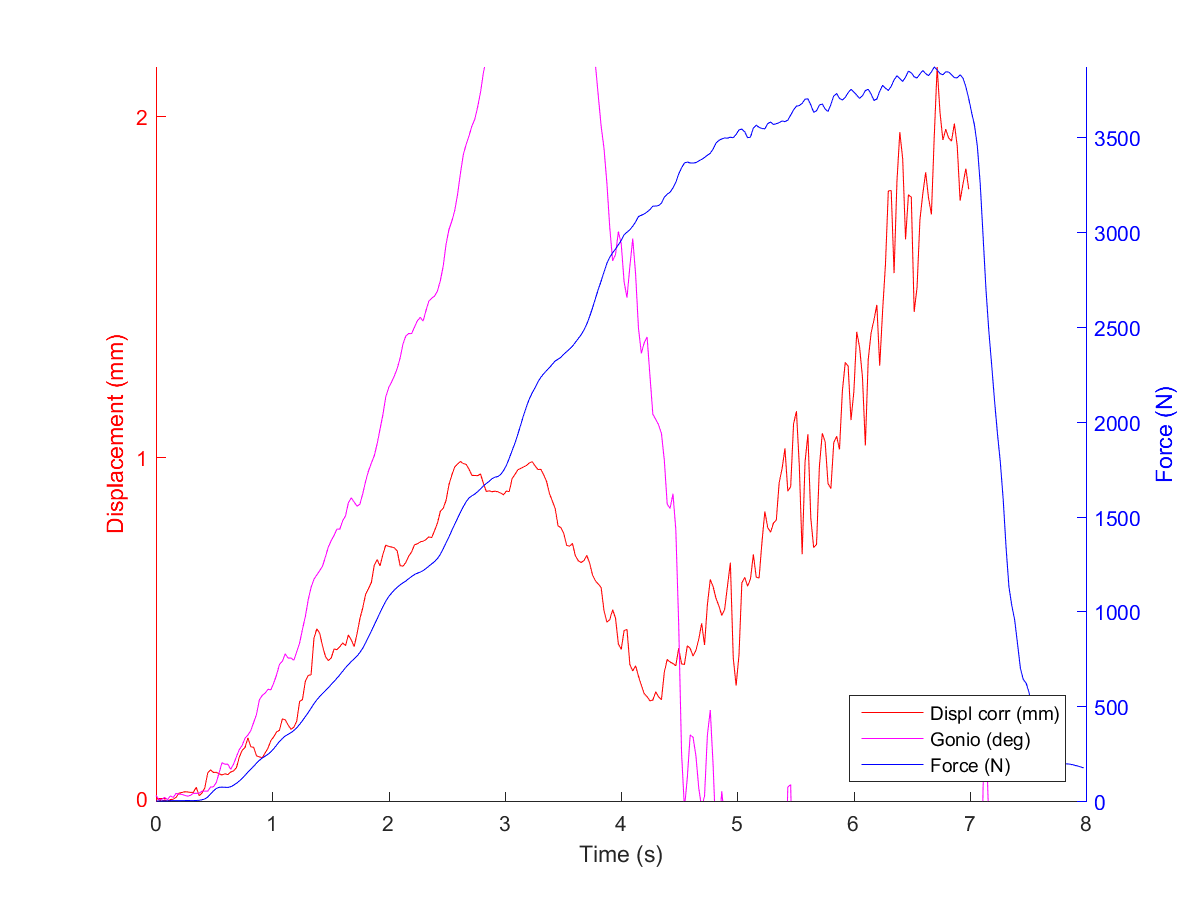 Displacement (mm)
2
1
0
Force (N)
3500
3000
2500
2000
1500
1000
500
0
Displ corr (mm)
Gonio (deg)
Force (N)
0 1 2 3 4 5 6 7 8
Time (s)